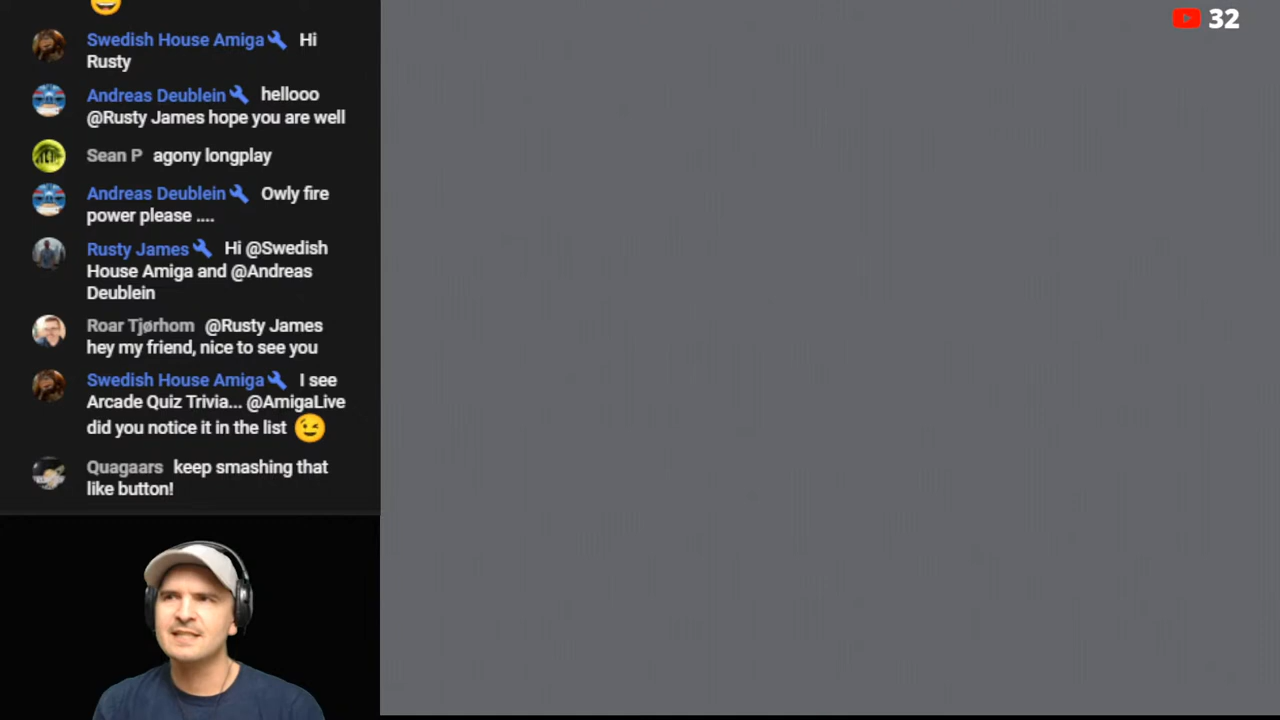 32
Swedish House Amiga Hi
Rusty
Andreas Deublein hellooo
@Rusty James hope you are well
Sean P agony longplay
Andreas Deublein Owly fire
power please ....
Rusty James Hi @Swedish
House Amiga and @Andreas
Deublein
Roar Tjørhom @Rusty James
hey my friend, nice to see you
Swedish House Amiga I see
Arcade Quiz Trivia... @AmigaLive
did you notice it in the list 😉
Quagaars keep smashing that
like button!